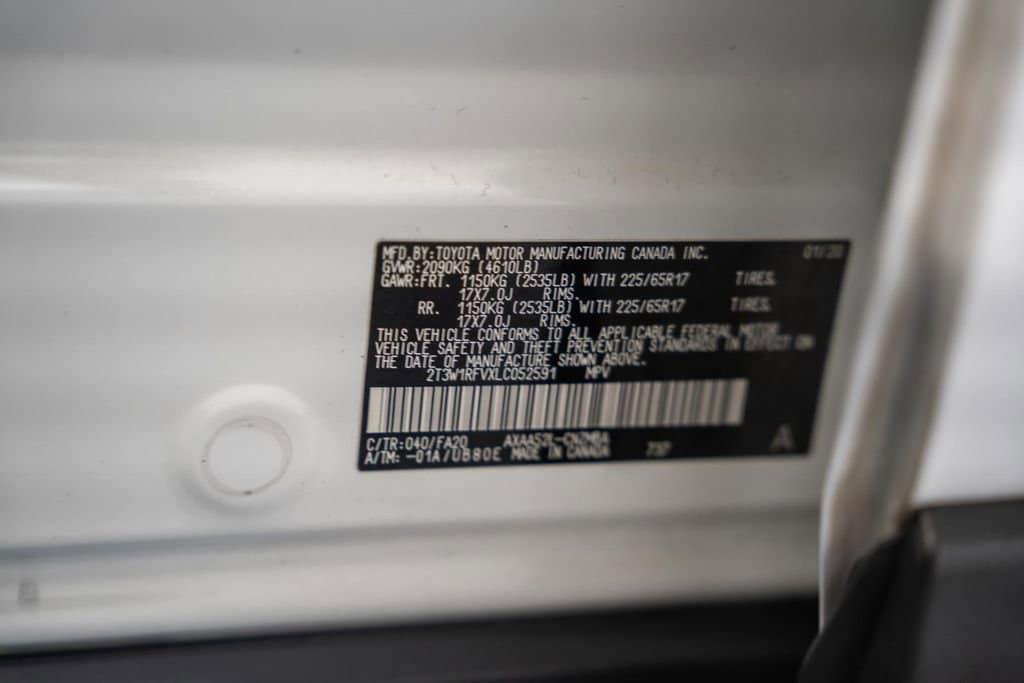 MFD.BY:TOYOTA MOTOR MANUFACTURING CANADA INC. 01/20
GVWR:2090KG (4610LB)
GAWR:FRT. 1150KG (2535LB) WITH 225/65R17 TIRES.
17X7.0J RIMS.
RR. 1150KG (2535LB) WITH 225/65R17 TIRES.
17X7.0J RIMS.
THIS VEHICLE CONFORMS TO ALL APPLICABLE FEDERAL MOTOR
VEHICLE SAFETY AND THEFT PREVENTION STANDARDS IN EFFECT ON
THE DATE OF MANUFACTURE SHOWN ABOVE.
2T3W1RFVXLC052591 MPV
C/TR:040/FA20
A/TM: -01A/UB80E MADE IN CANADA A